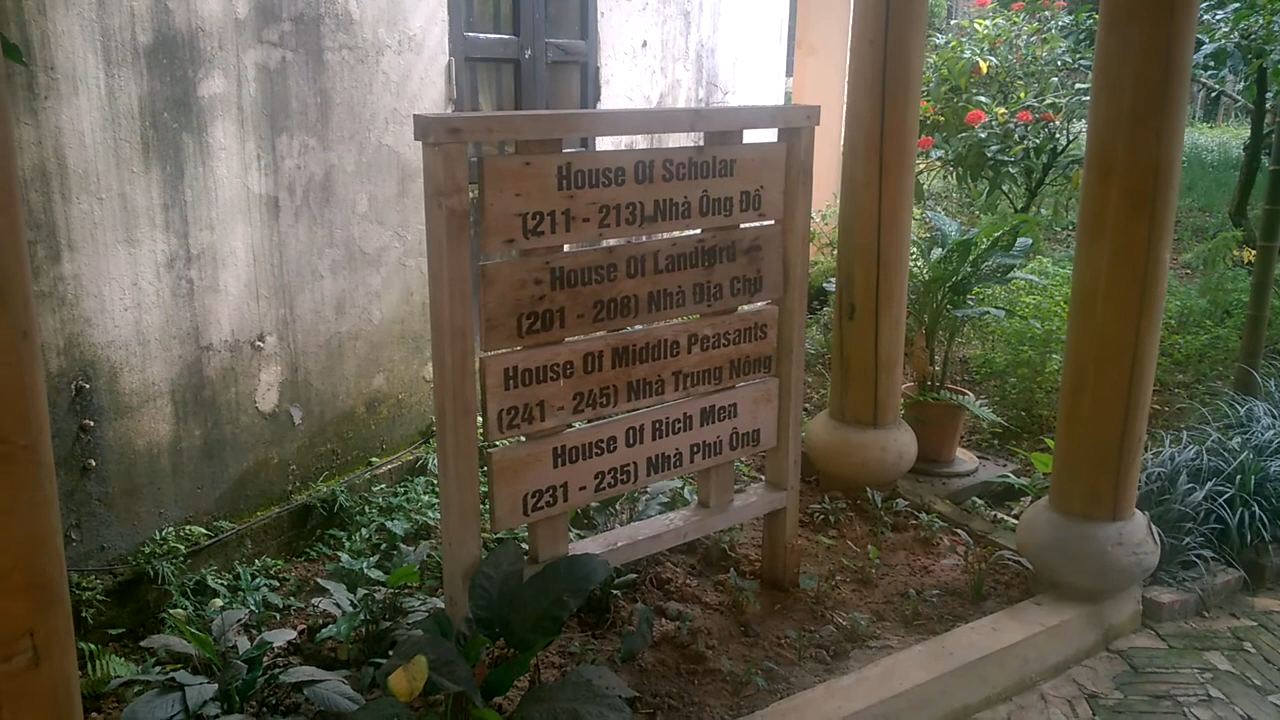 House Of Scholar
(211 - 213) Nhà Ông Đồ
House Of Landlord
(201 - 208) Nhà Địa Chủ
House Of Middle Peasants
(241 - 245) Nhà Trung Nông
House Of Rich Men
(231 - 235) Nhà Phú Ông